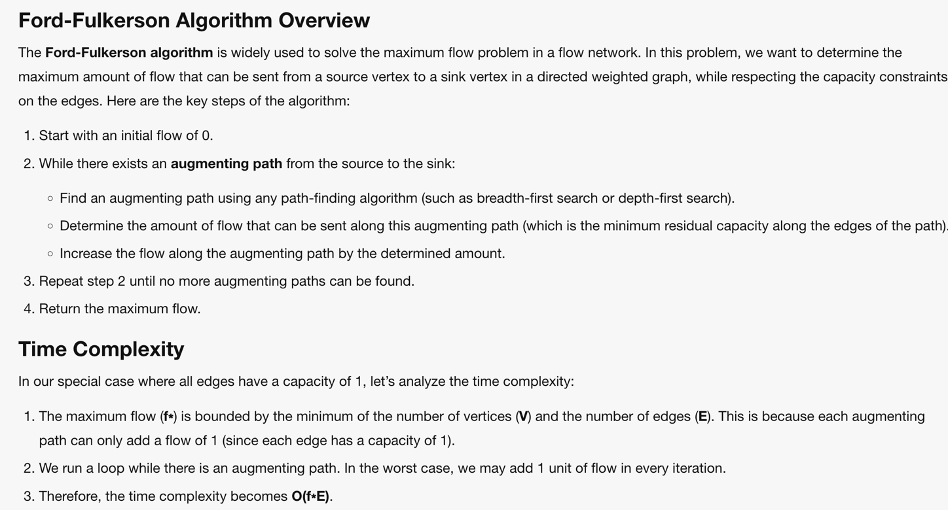 Ford-Fulkerson Algorithm Overview
The Ford-Fulkerson algorithm is widely used to solve the maximum flow problem in a flow network. In this problem, we want to determine the
maximum amount of flow that can be sent from a source vertex to a sink vertex in a directed weighted graph, while respecting the capacity constraints
on the edges. Here are the key steps of the algorithm:
1. Start with an initial flow of 0.
2. While there exists an augmenting path from the source to the sink:
◦ Find an augmenting path using any path-finding algorithm (such as breadth-first search or depth-first search).
◦ Determine the amount of flow that can be sent along this augmenting path (which is the minimum residual capacity along the edges of the path).
◦ Increase the flow along the augmenting path by the determined amount.
3. Repeat step 2 until no more augmenting paths can be found.
4. Return the maximum flow.
Time Complexity
In our special case where all edges have a capacity of 1, let’s analyze the time complexity:
1. The maximum flow (f*) is bounded by the minimum of the number of vertices (V) and the number of edges (E). This is because each augmenting
path can only add a flow of 1 (since each edge has a capacity of 1).
2. We run a loop while there is an augmenting path. In the worst case, we may add 1 unit of flow in every iteration.
3. Therefore, the time complexity becomes O(f*E).